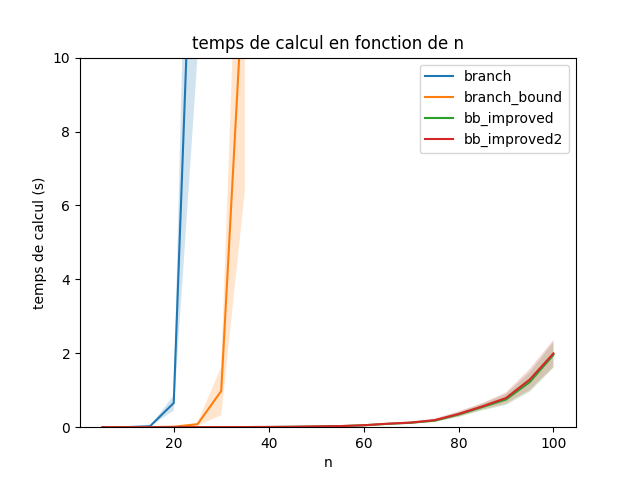 temps de calcul en fonction de n
10
8
6
4
2
0
temps de calcul (s)
branch
branch_bound
bb_improved
bb_improved2
20
40
60
80
100
n